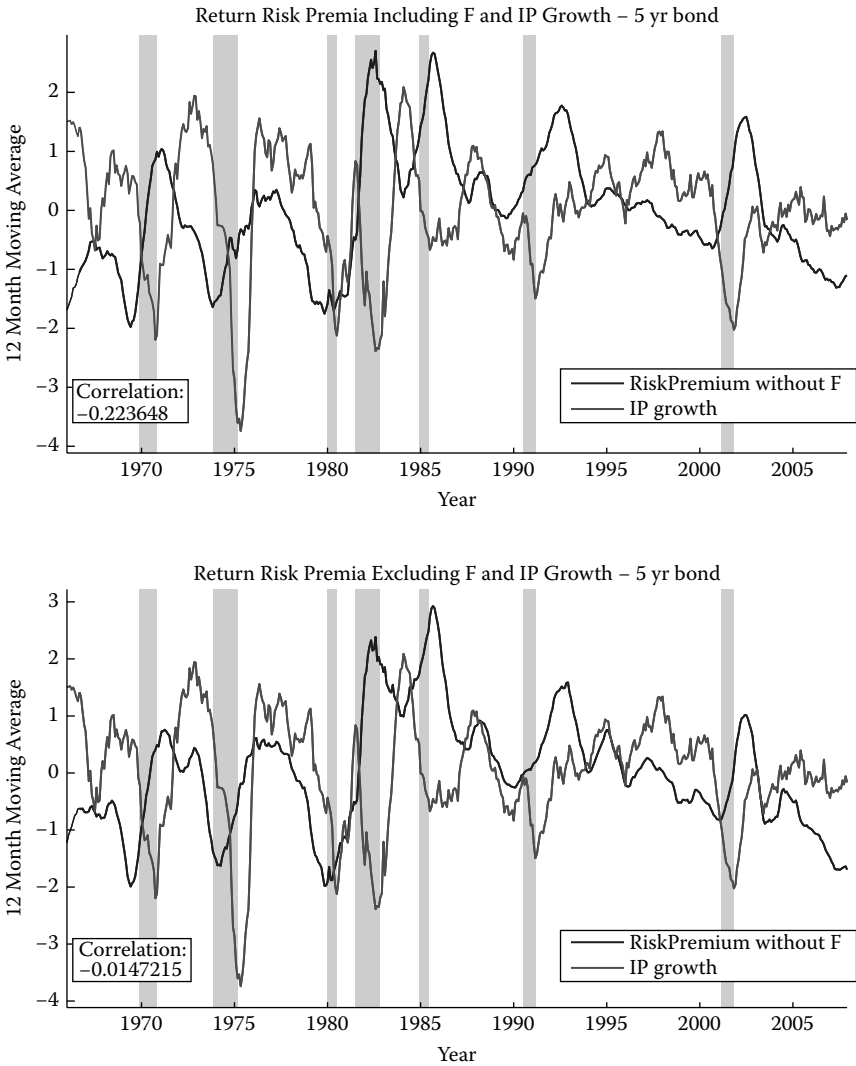 Return Risk Premia Including F and IP Growth – 5 yr bond
12 Month Moving Average
2
1
0
−1
−2
−3
−4
Correlation:
−0.223648
RiskPremium without F
IP growth
1970 1975 1980 1985 1990 1995 2000 2005
Year
Return Risk Premia Excluding F and IP Growth – 5 yr bond
12 Month Moving Average
3
2
1
0
−1
−2
−3
−4
Correlation:
−0.0147215
RiskPremium without F
IP growth
1970 1975 1980 1985 1990 1995 2000 2005
Year